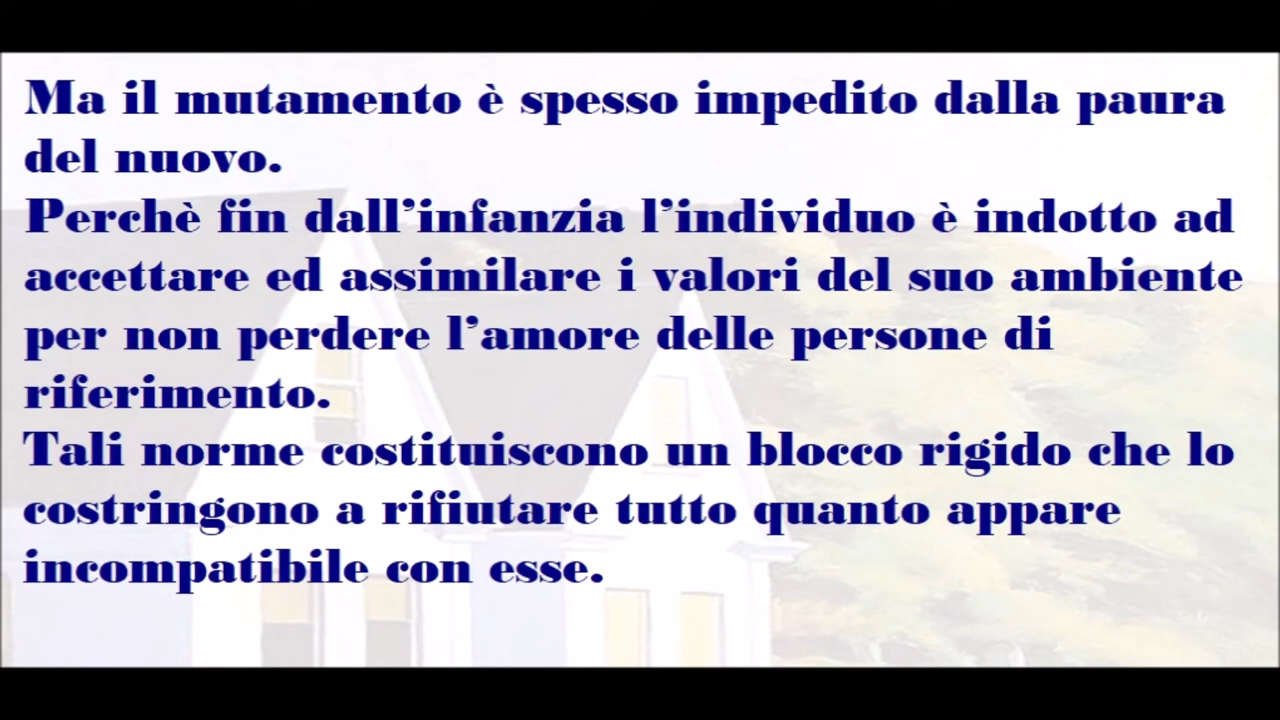 Ma il mutamento è spesso impedito dalla paura
del nuovo.
Perchè fin dall’infanzia l’individuo è indotto ad
accettare ed assimilare i valori del suo ambiente
per non perdere l’amore delle persone di
riferimento.
Tali norme costituiscono un blocco rigido che lo
costringono a rifiutare tutto quanto appare
incompatibile con esse.